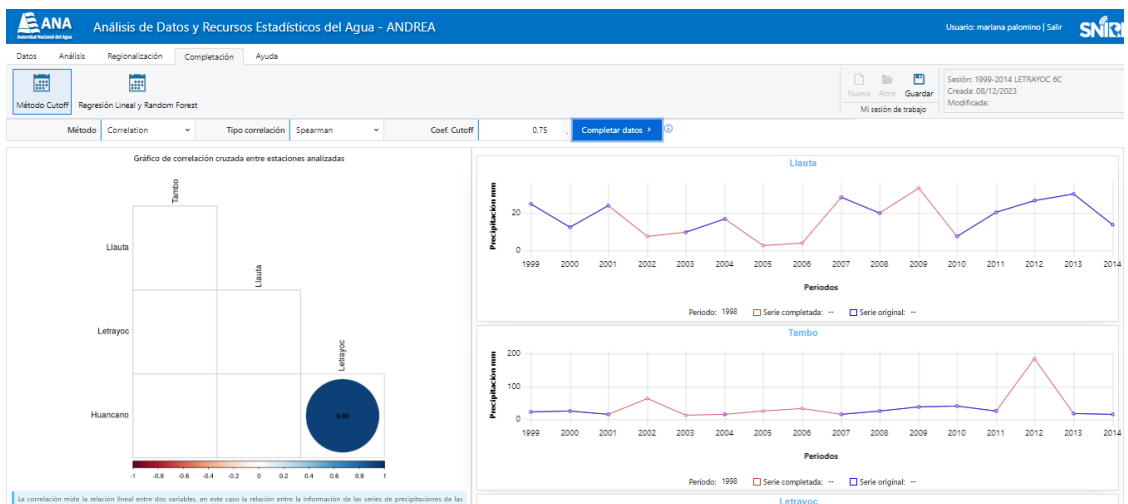 ANA
Autoridad Nacional del Agua
Análisis de Datos y Recursos Estadísticos del Agua - ANDREA
Usuario: mariana palomino | Salir
SNIRH
Datos Análisis Regionalización Completación Ayuda
Método Cutoff
Regresión Lineal y Random Forest
Nueva Abrir Guardar
Mi sesión de trabajo
Sesión: 1999-2014 LETRAYOC 6C
Creada: 08/12/2023
Modificada:
Método Correlation Tipo correlación Spearman Coef. Cutoff 0.75 Completar datos >
Gráfico de correlación cruzada entre estaciones analizadas
Tambo
Llauta
Llauta
Letrayoc
Letrayoc
Huancano
-1 -0.8 -0.6 -0.4 -0.2 0 0.2 0.4 0.6 0.8 1
La correlación mide la relación lineal entre dos variables, en este caso la relación entre la información de las series de precipitaciones de las
Llauta
Precipitación mm
20
0
1999 2000 2001 2002 2003 2004 2005 2006 2007 2008 2009 2010 2011 2012 2013 2014
Periodos
Periodo: 1998 Serie completada: -- Serie original: --
Tambo
Precipitación mm
200
100
0
1999 2000 2001 2002 2003 2004 2005 2006 2007 2008 2009 2010 2011 2012 2013 2014
Periodos
Periodo: 1998 Serie completada: -- Serie original: --
Letrayoc